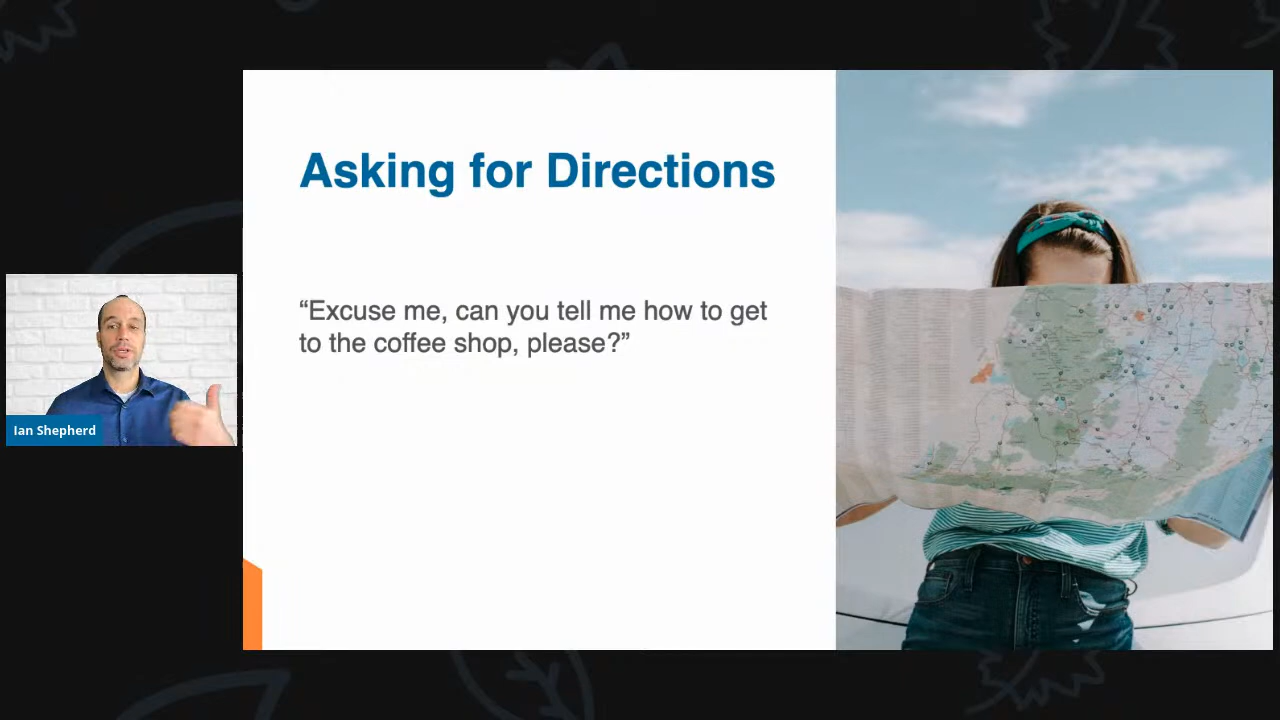 Asking for Directions
“Excuse me, can you tell me how to get
to the coffee shop, please?”
Ian Shepherd